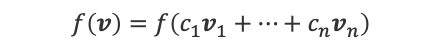 f(v) = f(c₁v₁ + ⋯ + cₙvₙ)